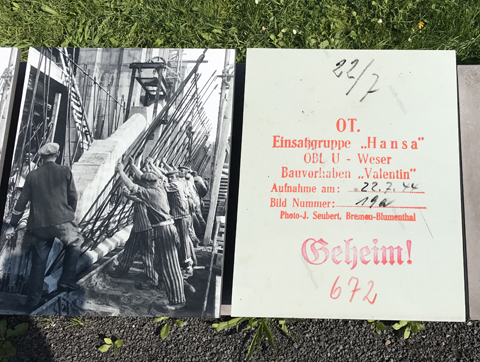 22/7
OT.
Einsatzgruppe „Hansa"
OBL U - Weser
Bauvorhaben „Valentin"
Aufnahme am: 22.7.44
Bild Nummer: 19a
Photo-J. Seubert, Bremen-Blumenthal
Geheim!
672